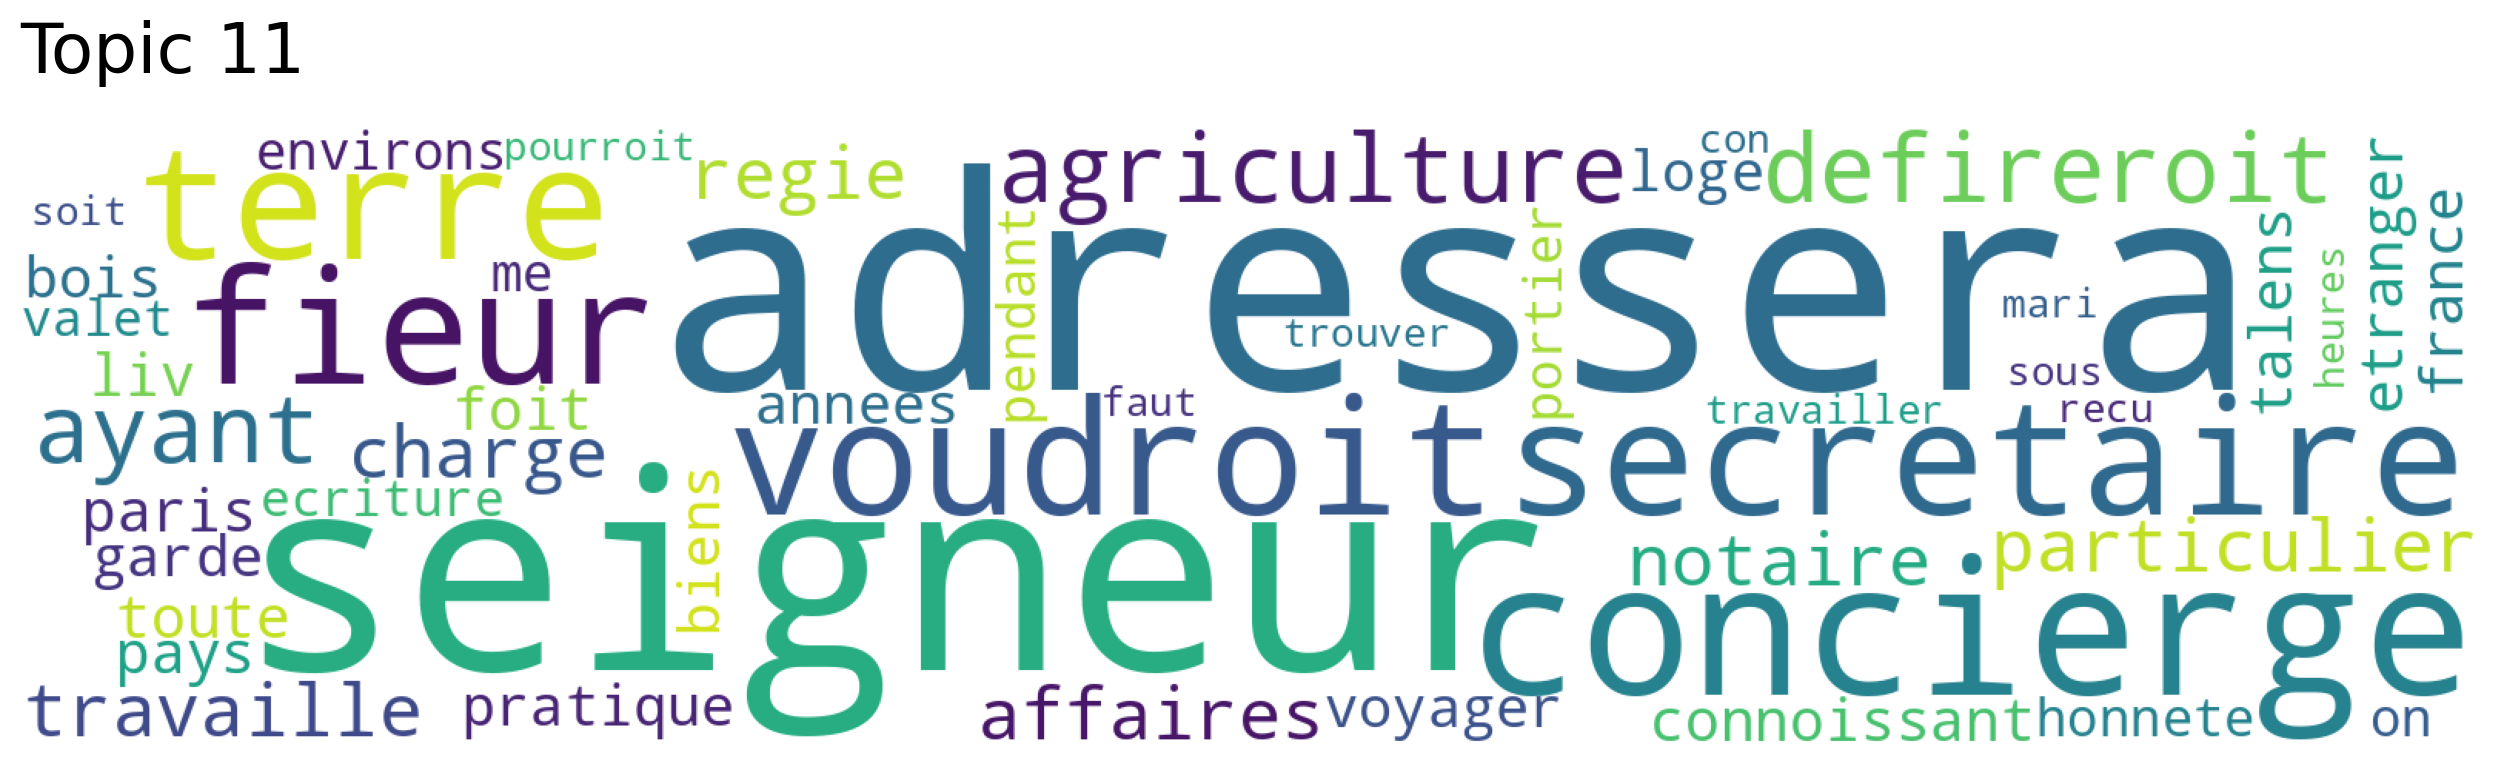 Topic 11
environs pourroit regie agriculture con loge defireroit
soit terre
bois me fieur adressera
valet pendant portier trouver mari talens heures etranger france
liv foit annees faut travailler sous recu
ayant charge voudroit secretaire
paris ecriture biens
garde seigneur notaire particulier
toute concierge
pays
travaille pratique affaires voyager connoissant honnete on